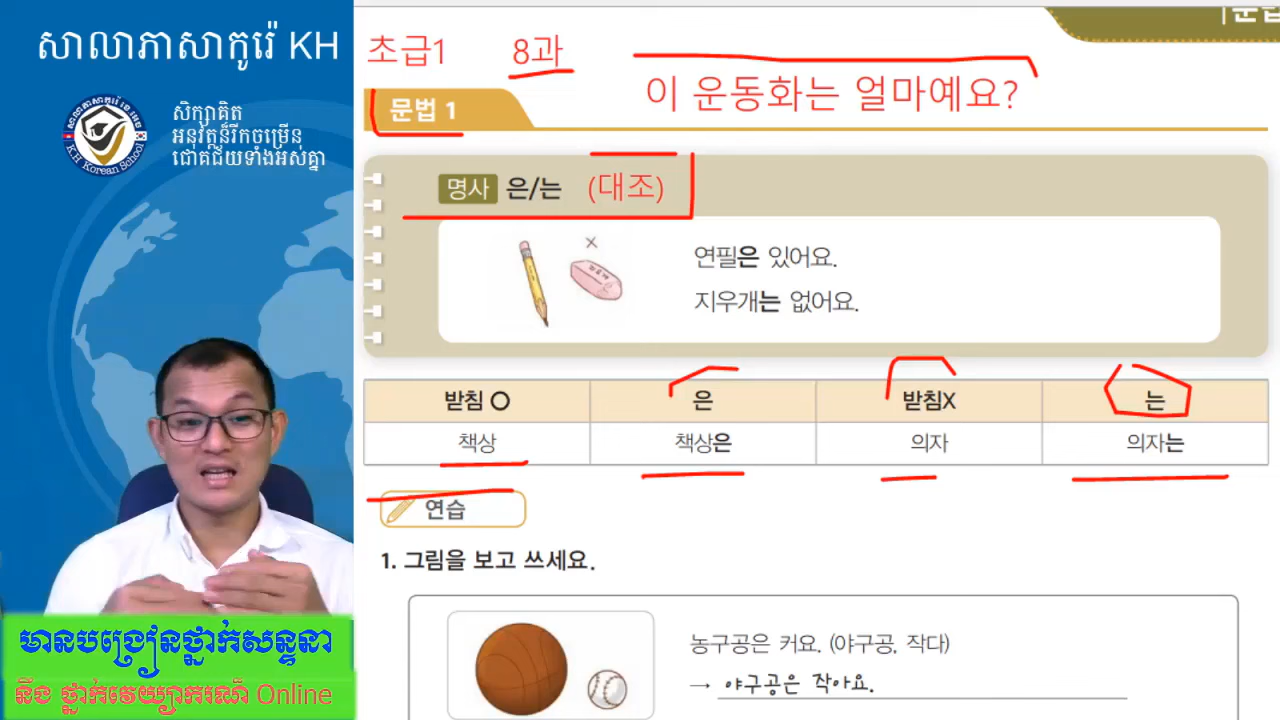 សាលាភាសាកូរ៉េ KH
K.H Korean School
សិក្សាគិត
អនុវត្តន៏រីកចម្រើន
ជោគជ័យទាំងអស់គ្នា
초급1 8과
이 운동화는 얼마예요?
문법 1
명사 은/는 (대조)
연필은 있어요.
지우개는 없어요.
받침 O 은 받침X 는
책상 책상은 의자 의자는
연습
1. 그림을 보고 쓰세요.
농구공은 커요. (야구공, 작다)
→ 야구공은 작아요.
មានបង្រៀនថ្នាក់សន្ទនា
នឹង ថ្នាក់វេយ្យាករណ៏ Online